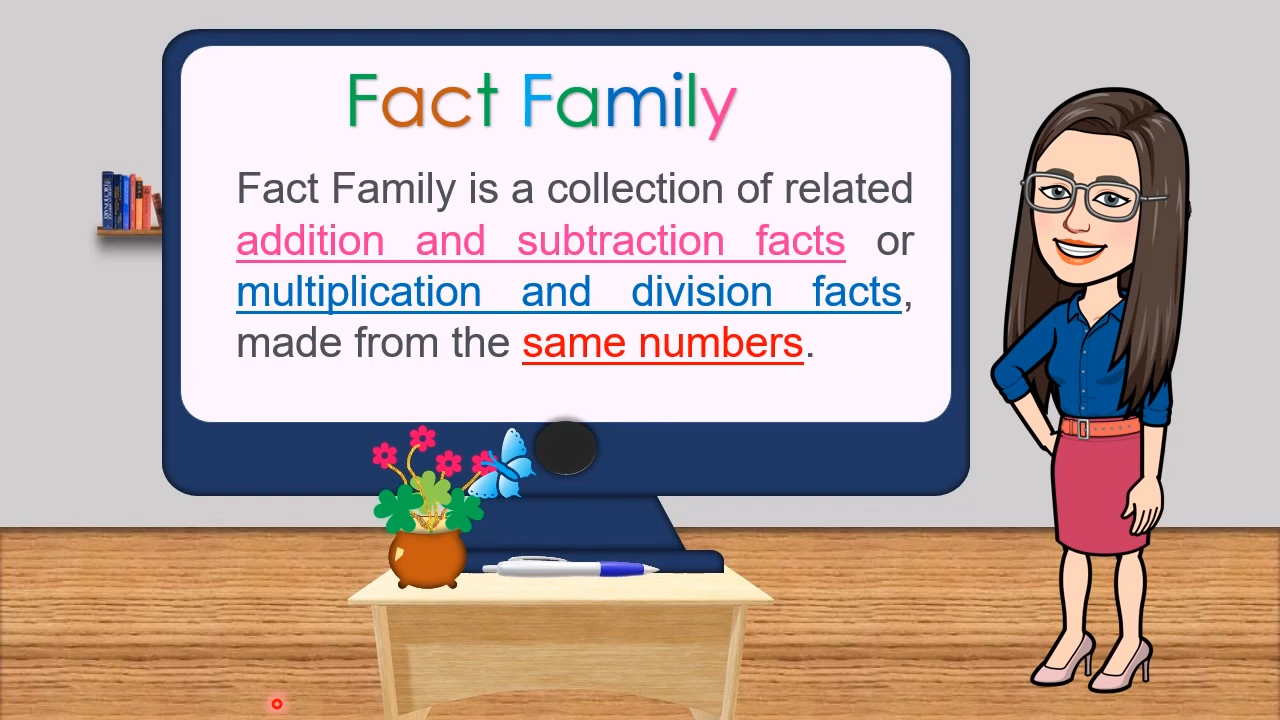 Fact Family
Fact Family is a collection of related
addition and subtraction facts or
multiplication and division facts,
made from the same numbers.